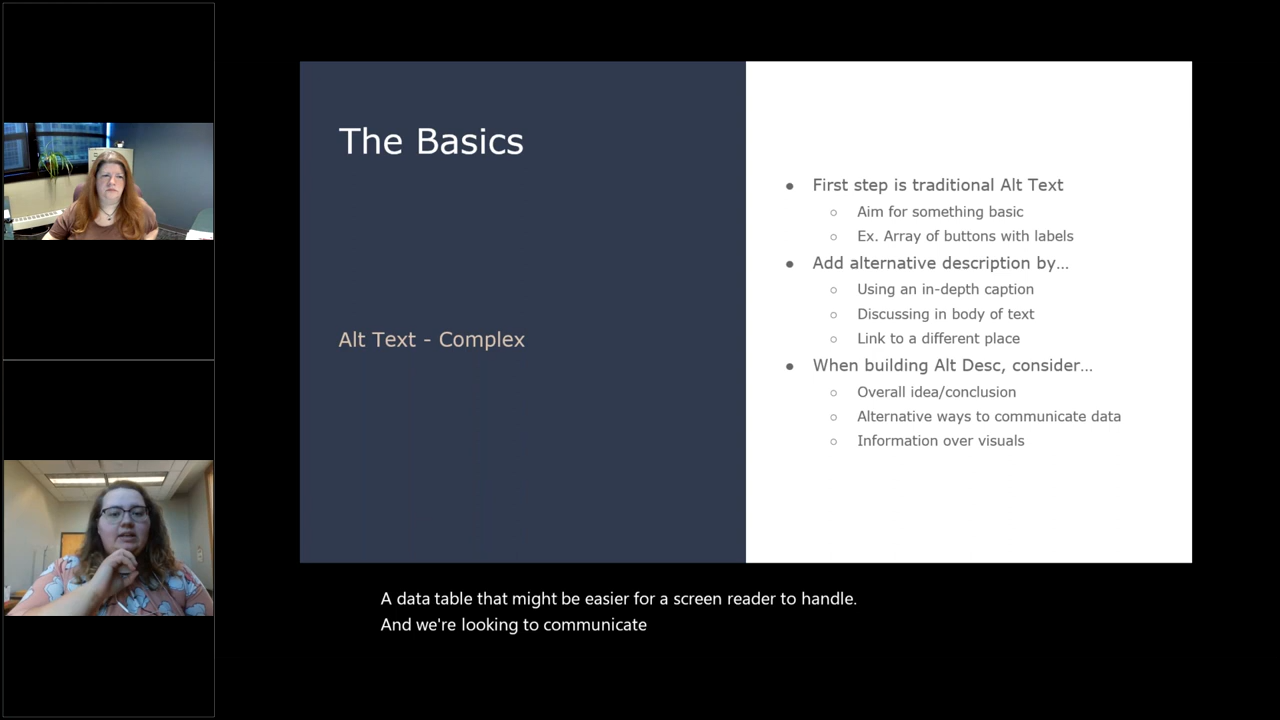 The Basics
Alt Text - Complex
● First step is traditional Alt Text
○ Aim for something basic
○ Ex. Array of buttons with labels
● Add alternative description by...
○ Using an in-depth caption
○ Discussing in body of text
○ Link to a different place
● When building Alt Desc, consider...
○ Overall idea/conclusion
○ Alternative ways to communicate data
○ Information over visuals
A data table that might be easier for a screen reader to handle.
And we're looking to communicate